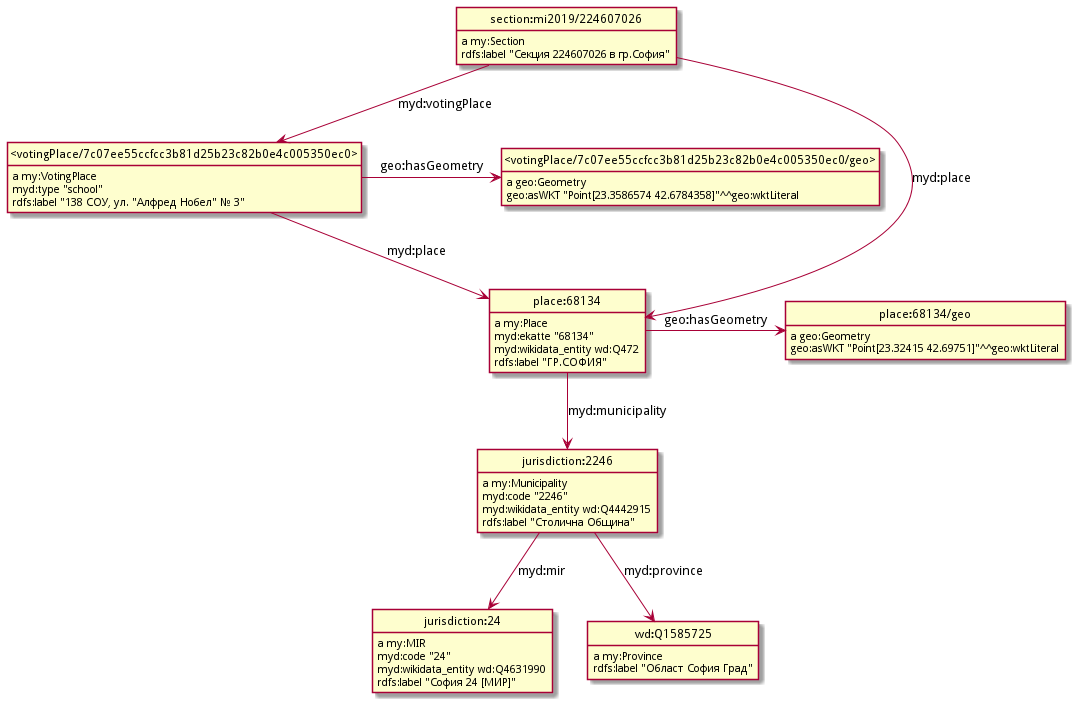 section:mi2019/224607026
a my:Section
rdfs:label "Секция 224607026 в гр.София"
myd:votingPlace
myd:place
<votingPlace/7c07ee55ccfcc3b81d25b23c82b0e4c005350ec0>
a my:VotingPlace
myd:type "school"
rdfs:label "138 СОУ, ул. "Алфред Нобел" № 3"
geo:hasGeometry
<votingPlace/7c07ee55ccfcc3b81d25b23c82b0e4c005350ec0/geo>
a geo:Geometry
geo:asWKT "Point[23.3586574 42.6784358]"^^geo:wktLiteral
myd:place
place:68134
a my:Place
myd:ekatte "68134"
myd:wikidata_entity wd:Q472
rdfs:label "ГР.СОФИЯ"
geo:hasGeometry
place:68134/geo
a geo:Geometry
geo:asWKT "Point[23.32415 42.69751]"^^geo:wktLiteral
myd:municipality
jurisdiction:2246
a my:Municipality
myd:code "2246"
myd:wikidata_entity wd:Q4442915
rdfs:label "Столична Община"
myd:mir
myd:province
jurisdiction:24
a my:MIR
myd:code "24"
myd:wikidata_entity wd:Q4631990
rdfs:label "София 24 [МИР]"
wd:Q1585725
a my:Province
rdfs:label "Област София Град"